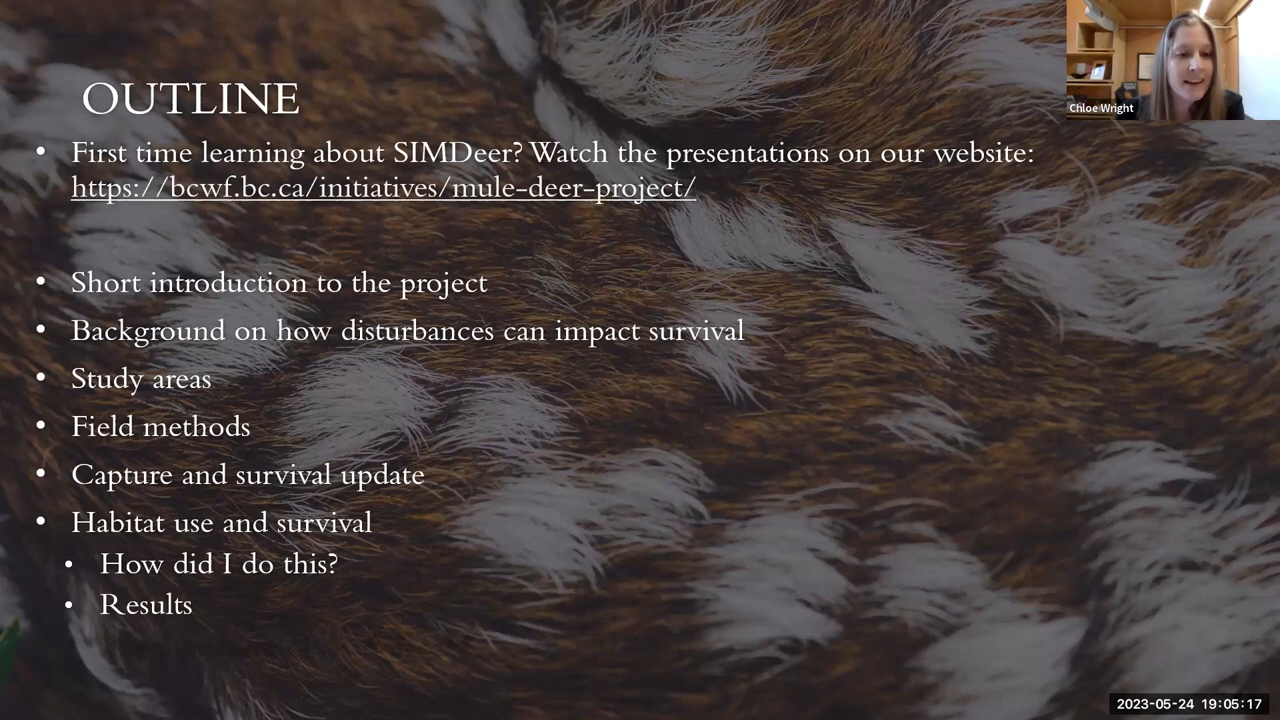 OUTLINE
• First time learning about SIMDeer? Watch the presentations on our website:
https://bcwf.bc.ca/initiatives/mule-deer-project/
• Short introduction to the project
• Background on how disturbances can impact survival
• Study areas
• Field methods
• Capture and survival update
• Habitat use and survival
• How did I do this?
• Results
Chloe Wright
2023-05-24 19:05:17